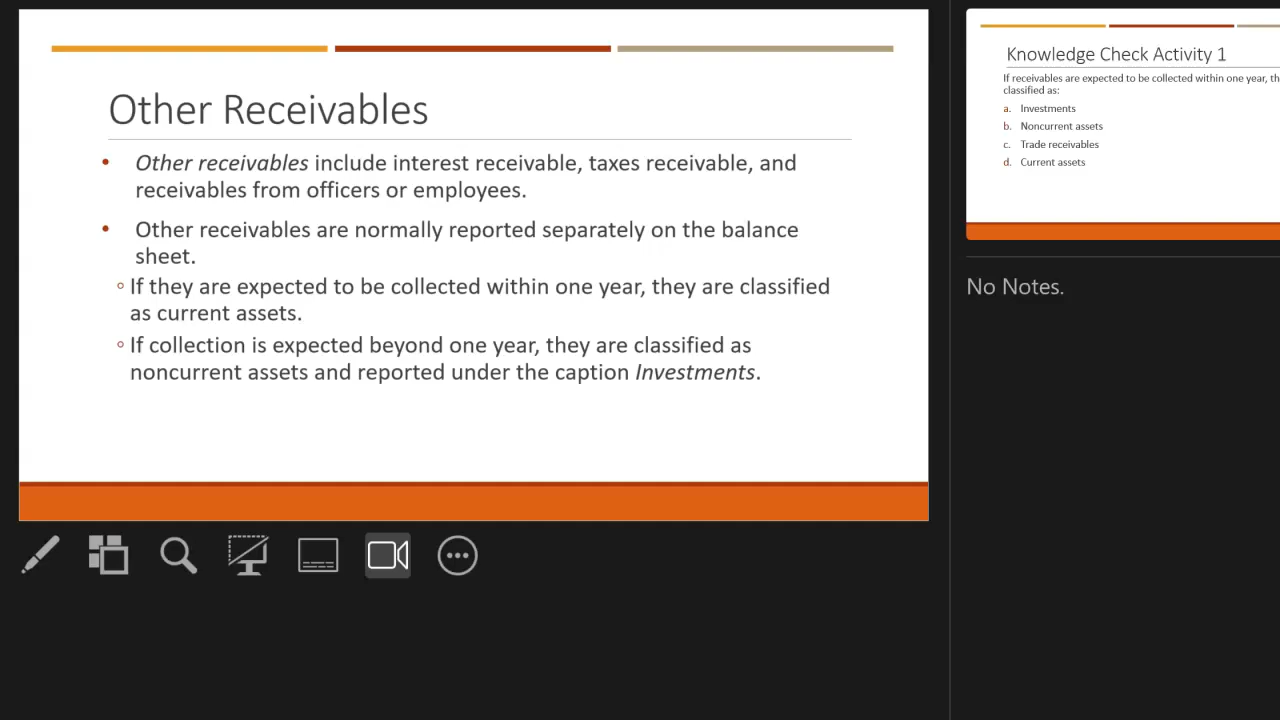 Other Receivables
• Other receivables include interest receivable, taxes receivable, and
receivables from officers or employees.
• Other receivables are normally reported separately on the balance
sheet.
◦ If they are expected to be collected within one year, they are classified
as current assets.
◦ If collection is expected beyond one year, they are classified as
noncurrent assets and reported under the caption Investments.
Knowledge Check Activity 1
If receivables are expected to be collected within one year,
classified as:
a. Investments
b. Noncurrent assets
c. Trade receivables
d. Current assets
No Notes.